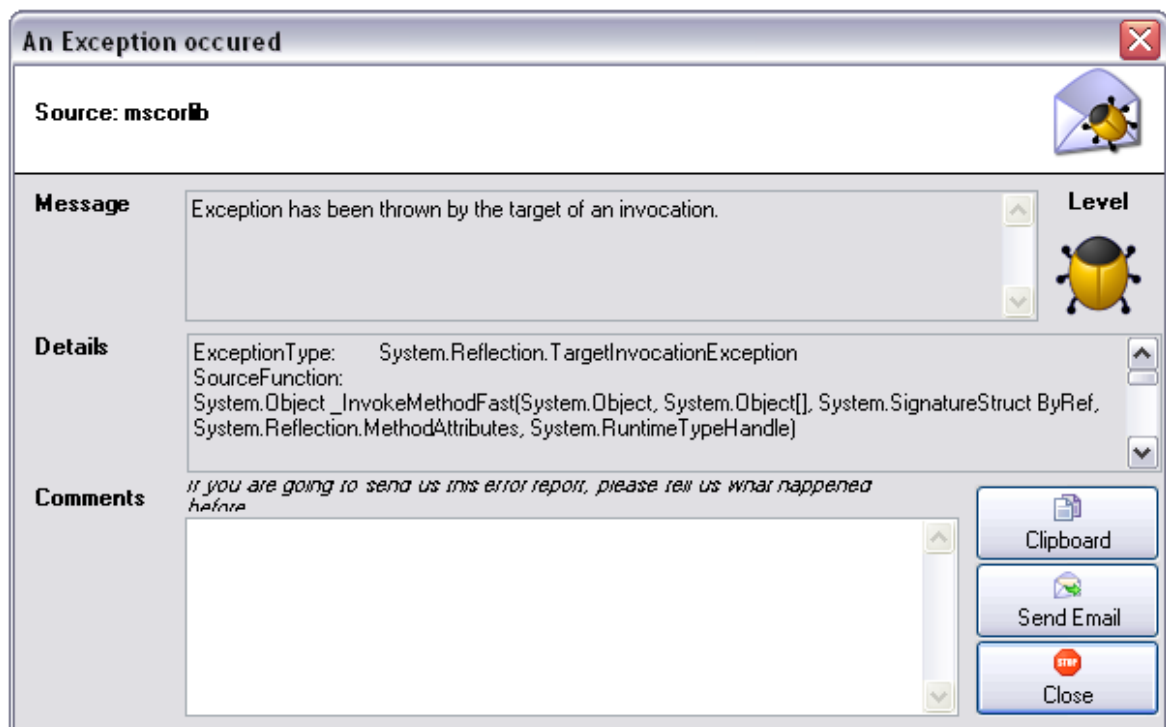 An Exception occured
Source: mscorlib
Message
Exception has been thrown by the target of an invocation.
Level
Details
ExceptionType: System.Reflection.TargetInvocationException
SourceFunction:
System.Object _InvokeMethodFast(System.Object, System.Object[], System.SignatureStruct ByRef,
System.Reflection.MethodAttributes, System.RuntimeTypeHandle)
Comments
If you are going to send us this error report, please tell us what happened
before
Clipboard
Send Email
STOP
Close